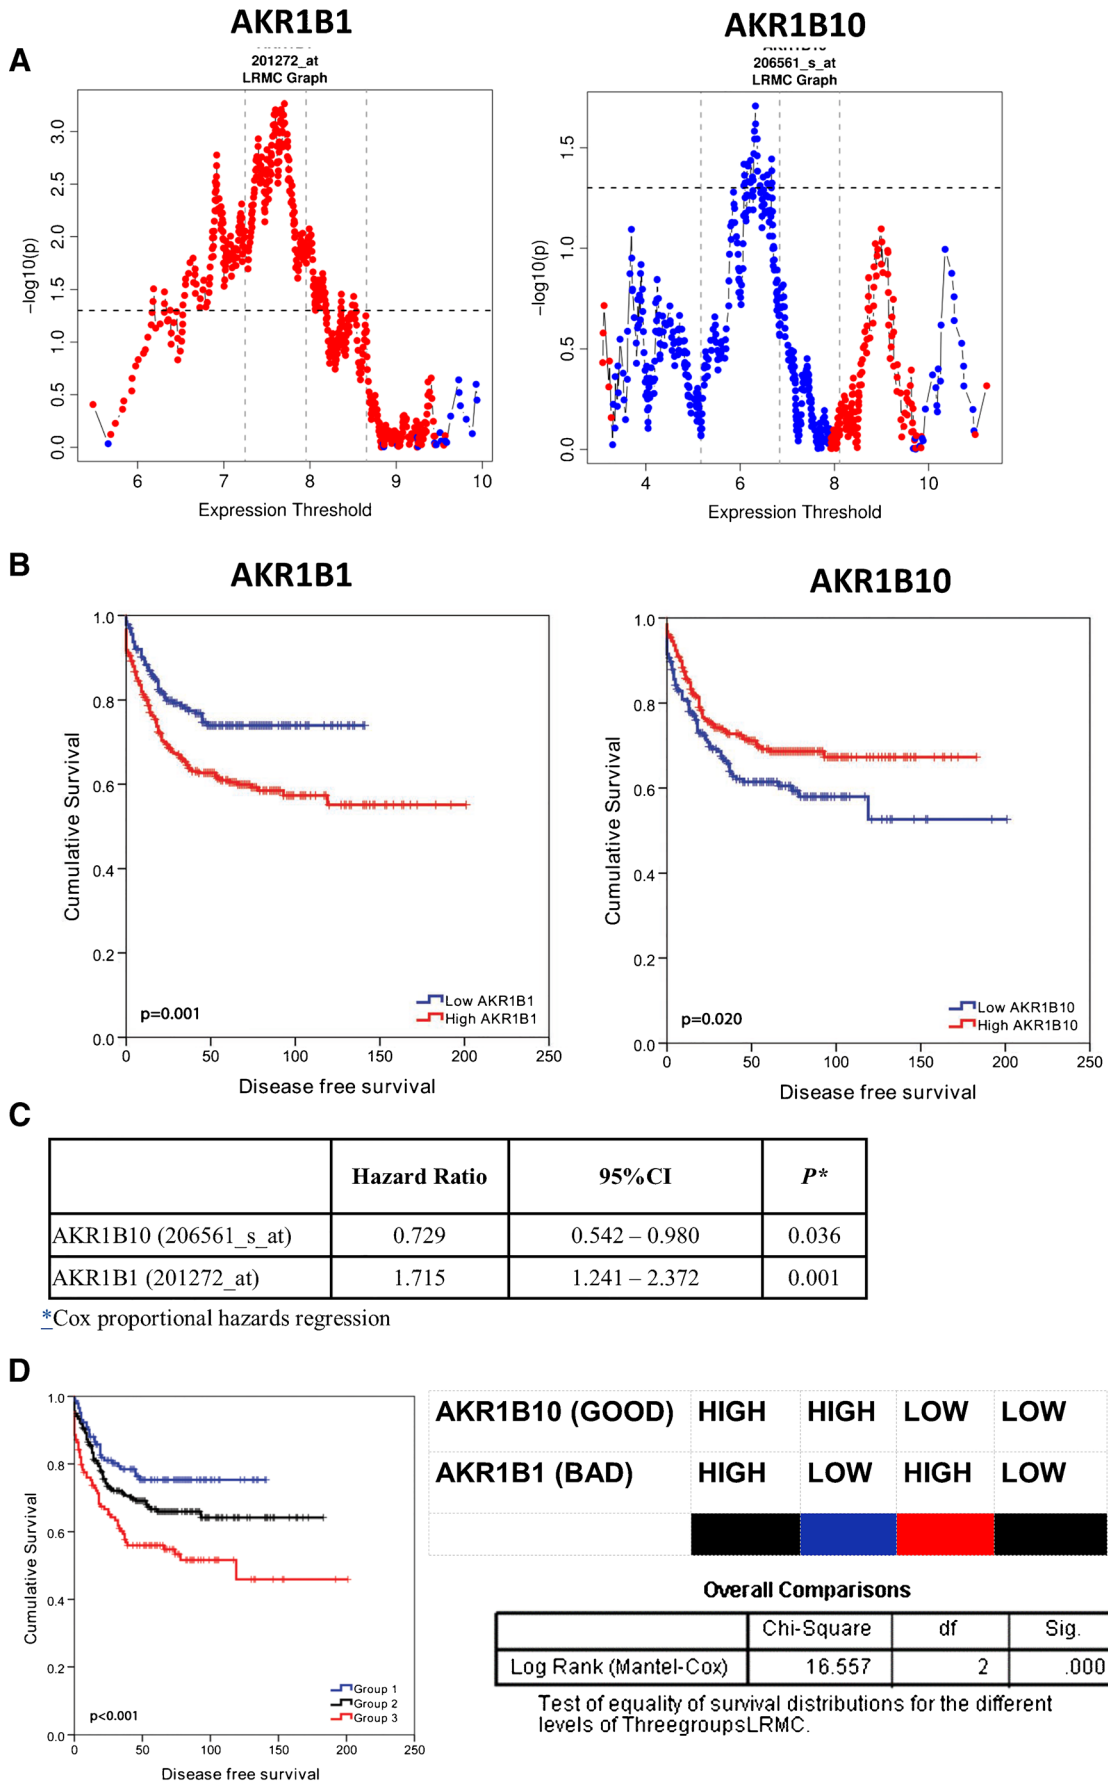 AKR1B1
AKR1B10
A
201272_at
LRMC Graph
206561_s_at
LRMC Graph
−log10(p)
3.0
2.5
2.0
1.5
1.0
0.5
0.0
6
7
8
9
10
Expression Threshold
−log10(p)
1.5
1.0
0.5
0.0
4
6
8
10
Expression Threshold
B
AKR1B1
AKR1B10
Cumulative Survival
1.0
0.8
0.6
0.4
0.2
0.0
p=0.001
Low AKR1B1
High AKR1B1
0
50
100
150
200
250
Disease free survival
Cumulative Survival
1.0
0.8
0.6
0.4
0.2
0.0
p=0.020
Low AKR1B10
High AKR1B10
0
50
100
150
200
250
Disease free survival
C
Hazard Ratio 95%CI P*
AKR1B10 (206561_s_at) 0.729 0.542 – 0.980 0.036
AKR1B1 (201272_at) 1.715 1.241 – 2.372 0.001
*Cox proportional hazards regression
D
Cumulative Survival
1.0
0.8
0.6
0.4
0.2
0.0
p<0.001
Group 1
Group 2
Group 3
0
50
100
150
200
250
Disease free survival
AKR1B10 (GOOD) HIGH HIGH LOW LOW
AKR1B1 (BAD) HIGH LOW HIGH LOW
Overall Comparisons
Chi-Square df Sig.
Log Rank (Mantel-Cox) 16.557 2 .000
Test of equality of survival distributions for the different
levels of ThreegroupsLRMC.